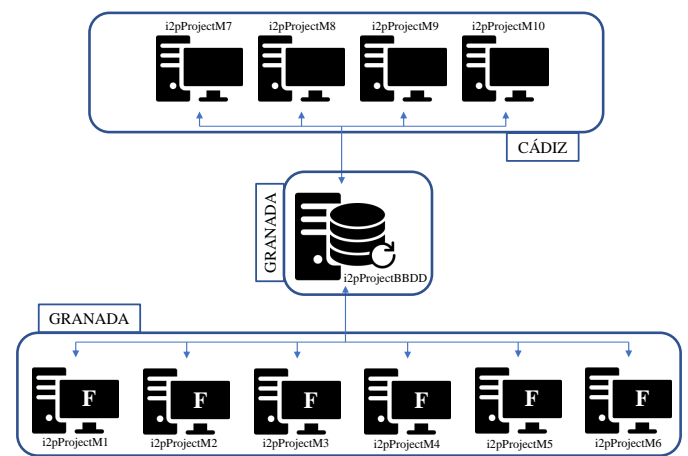 i2pProjectM7
i2pProjectM8
i2pProjectM9
i2pProjectM10
CÁDIZ
GRANADA
i2pProjectBBDD
GRANADA
F
F
F
F
F
F
i2pProjectM1
i2pProjectM2
i2pProjectM3
i2pProjectM4
i2pProjectM5
i2pProjectM6